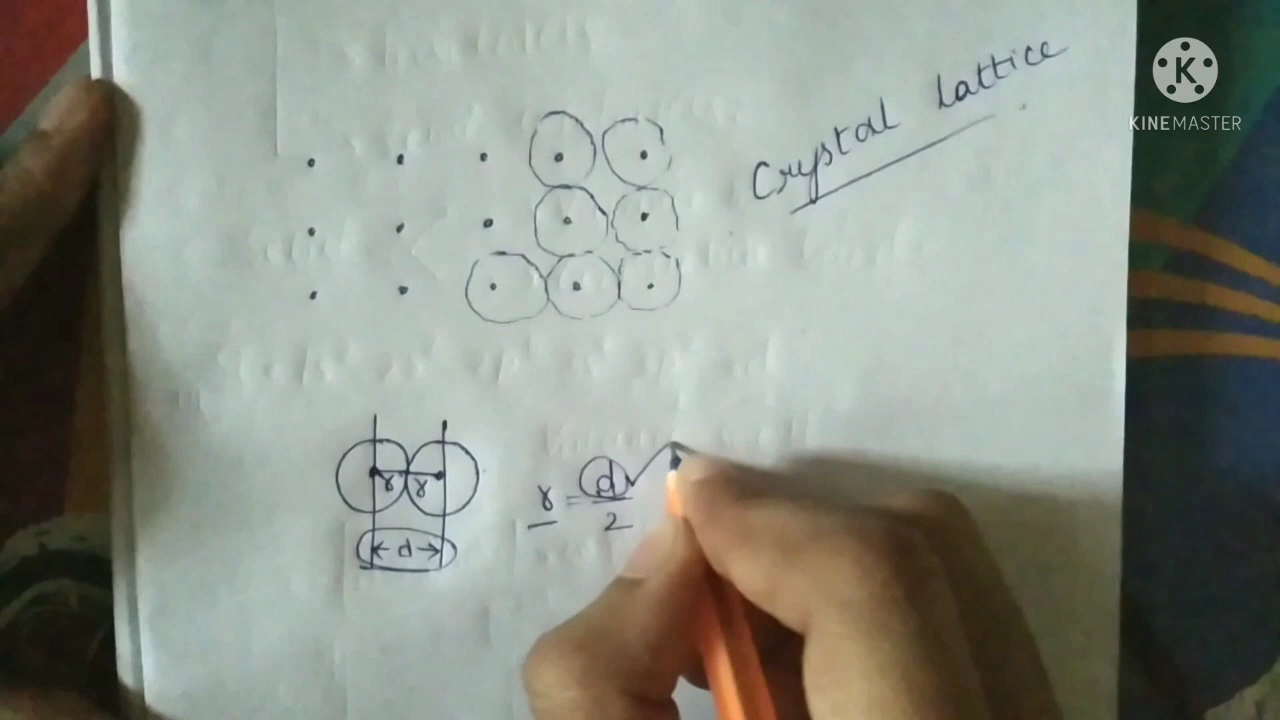 Crystal Lattice
KINEMASTER
r r
d
r = d/2